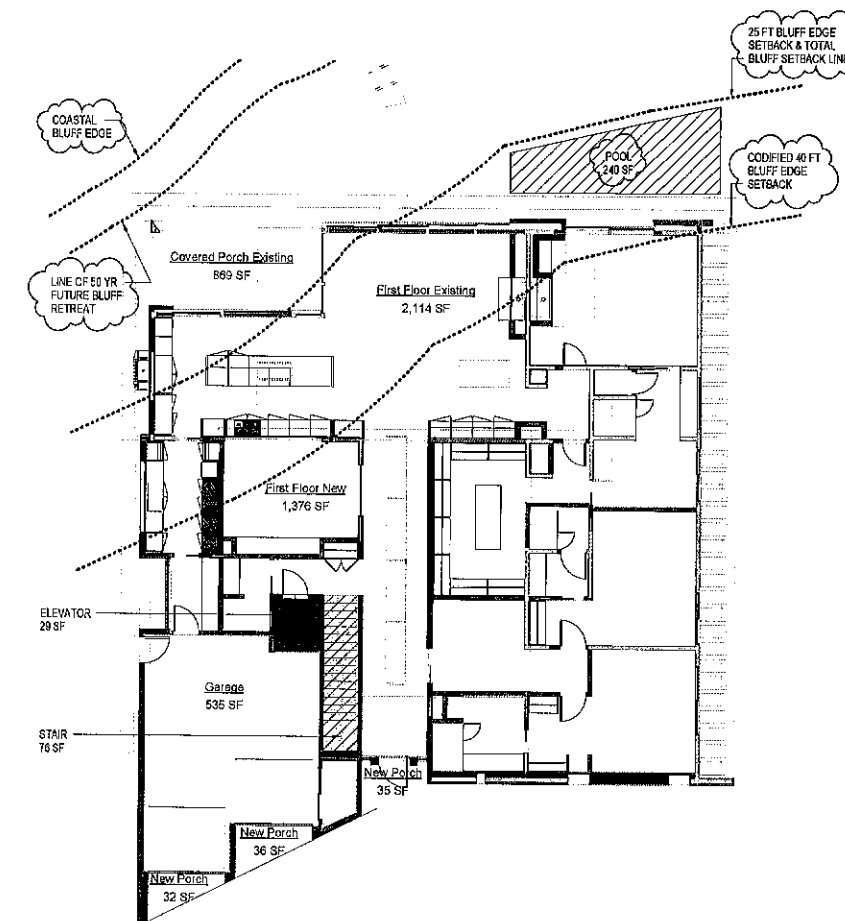 25 FT BLUFF EDGE
SETBACK & TOTAL
BLUFF SETBACK LINE
COASTAL
BLUFF EDGE
POOL
240 SF
CODIFIED 40 FT
BLUFF EDGE
SETBACK
Covered Porch Existing
869 SF
LINE OF 50 YR
FUTURE BLUFF
RETREAT
First Floor Existing
2,114 SF
First Floor New
1,376 SF
ELEVATOR
29 SF
Garage
535 SF
STAIR
76 SF
New Porch
35 SF
New Porch
36 SF
New Porch
32 SF